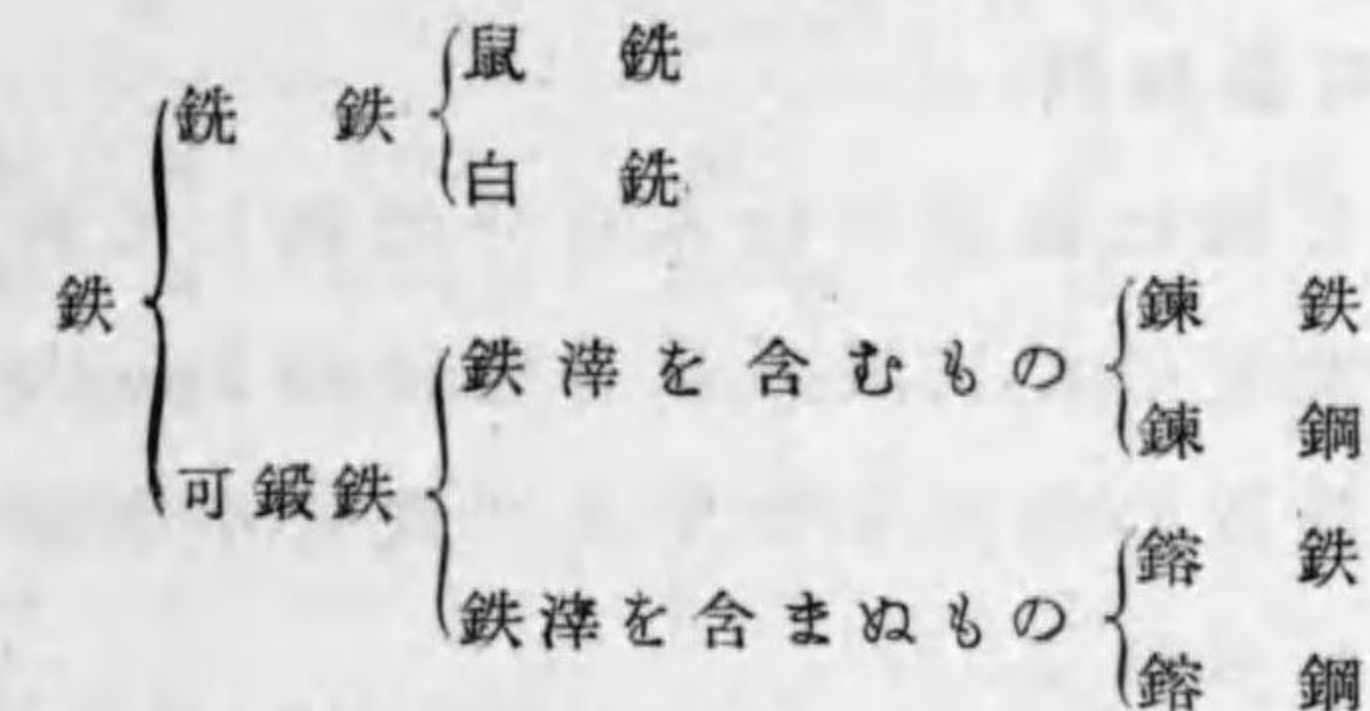 鼠銑
銑鉄
白銑
鉄
鍊鉄
鉄滓を含むもの
鍊鋼
可鍛鉄
鎔鉄
鉄滓を含まぬもの
鎔鋼